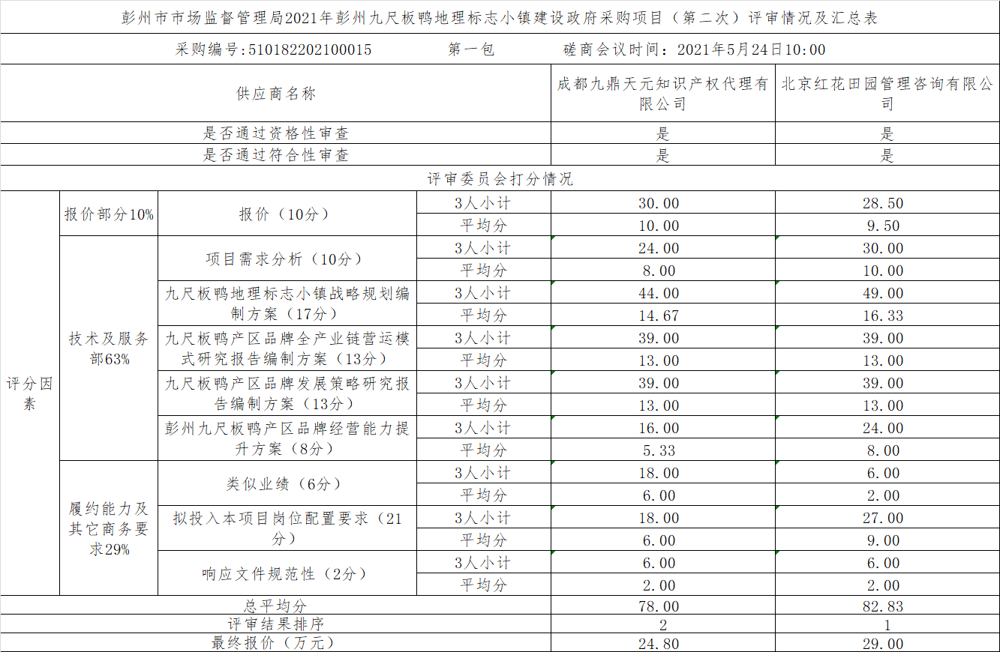 彭州市市场监督管理局2021年彭州九尺板鸭地理标志小镇建设政府采购项目（第二次）评审情况及汇总表
采购编号:510182202100015 第一包 磋商会议时间：2021年5月24日10:00
供应商名称
成都九鼎天元知识产权代理有
限公司
北京红花田园管理咨询有限公
司
是否通过资格性审查 是 是
是否通过符合性审查 是 是
评审委员会打分情况
评分因
素
报价部分10%
报价（10分）
3人小计 30.00 28.50
平均分 10.00 9.50
技术及服务
部63%
项目需求分析（10分）
3人小计 24.00 30.00
平均分 8.00 10.00
九尺板鸭地理标志小镇战略规划编
制方案（17分）
3人小计 44.00 49.00
平均分 14.67 16.33
九尺板鸭产区品牌全产业链营运模
式研究报告编制方案（13分）
3人小计 39.00 39.00
平均分 13.00 13.00
九尺板鸭产区品牌发展策略研究报
告编制方案（13分）
3人小计 39.00 39.00
平均分 13.00 13.00
彭州九尺板鸭产区品牌经营能力提
升方案（8分）
3人小计 16.00 24.00
平均分 5.33 8.00
履约能力及
其它商务要
求29%
类似业绩（6分）
3人小计 18.00 6.00
平均分 6.00 2.00
拟投入本项目岗位配置要求（21
分）
3人小计 18.00 27.00
平均分 6.00 9.00
响应文件规范性（2分）
3人小计 6.00 6.00
平均分 2.00 2.00
总平均分 78.00 82.83
评审结果排序 2 1
最终报价（万元） 24.80 29.00